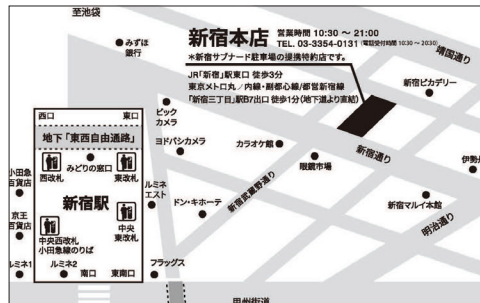 至池袋
みずほ
銀行
新宿本店 営業時間 10:30 〜 21:00
TEL. 03-3354-0131 (電話受付時間 10:30 〜 20:30)
*新宿サブナード駐車場の提携特約店です。
JR「新宿」駅東口 徒歩3分
東京メトロ丸ノ内線・副都心線/都営新宿線
「新宿三丁目」駅B7出口 徒歩1分(地下道より直結)
靖国通り
新宿ピカデリー
西口
東口
地下「東西自由通路」
ビック
カメラ
ヨドバシカメラ
カラオケ館
新宿通り
伊勢丹
西改札
みどりの窓口
東改札
小田急
百貨店
新宿駅
ルミネ
エスト
眼鏡市場
新宿武蔵野通り
ドン・キホーテ
新宿マルイ本館
明治通り
京王
百貨店
中央西改札
小田急線のりば
中央
東改札
ルミネ1
ルミネ2
南口
東南口
フラッグス
甲州街道